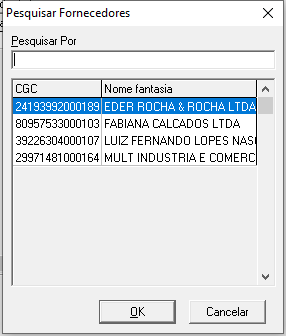 Pesquisar Fornecedores
Pesquisar Por
CGC Nome fantasia
24193992000189 EDER ROCHA & ROCHA LTDA
80957533000103 FABIANA CALCADOS LTDA
39226304000107 LUIZ FERNANDO LOPES NAS
29971481000164 MULT INDUSTRIA E COMERC
OK Cancelar